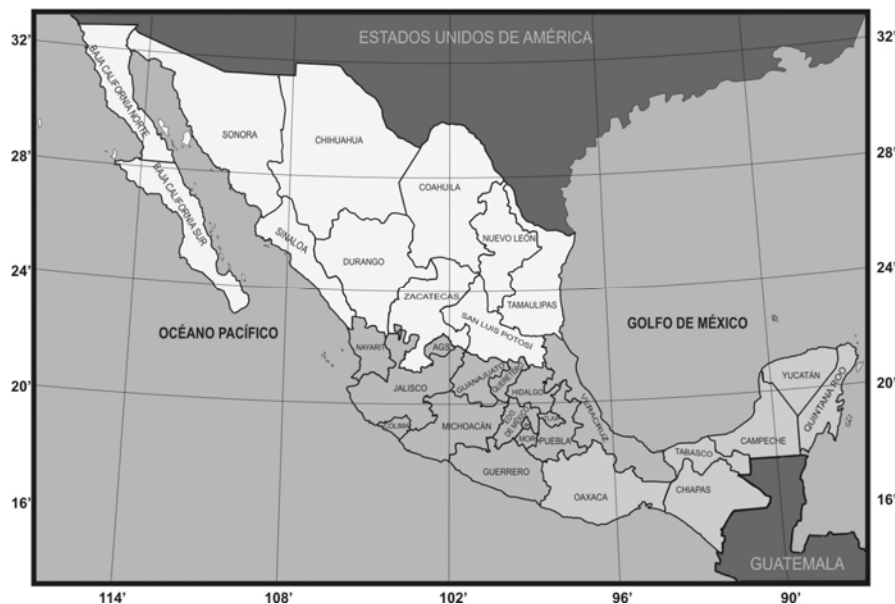 ESTADOS UNIDOS DE AMÉRICA
32'
32'
BAJA CALIFORNIA NORTE
SONORA
CHIHUAHUA
28'
28'
COAHUILA
BAJA CALIFORNIA SUR
SINALOA
NUEVO LEÓN
DURANGO
24'
24'
ZACATECAS
TAMAULIPAS
SAN LUIS POTOSÍ
OCÉANO PACÍFICO
GOLFO DE MÉXICO
NAYARIT
AGS
GUANAJUATO
QUERÉTARO
YUCATÁN
QUINTANA ROO
20'
20'
JALISCO
HIDALGO
COLIMA
MICHOACÁN
EDO.
DE MÉXICO
TLAX
VERACRUZ
MOR
PUEBLA
CAMPECHE
TABASCO
GUERRERO
CHIAPAS
OAXACA
16'
16'
GUATEMALA
114'
108'
102'
96'
90'